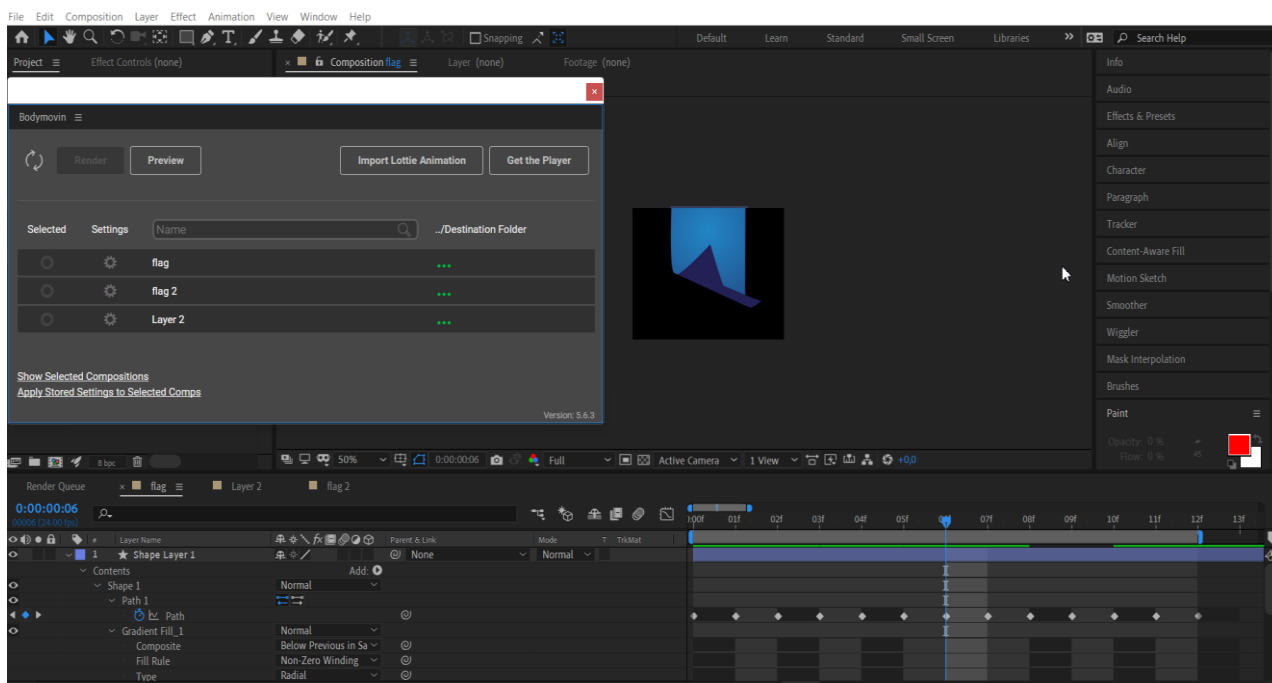 File Edit Composition Layer Effect Animation View Window Help
Snapping Default Learn Standard Small Screen Libraries Search Help
Project Effect Controls (none) Composition flag Layer (none) Footage (none) Info
Audio
Bodymovin Effects & Presets
Align
Render Preview Import Lottie Animation Get the Player
Character
Paragraph
Tracker
Selected Settings Name ../Destination Folder
Content-Aware Fill
flag ...
Motion Sketch
flag 2 ...
Smoother
Layer 2 ...
Wiggler
Mask Interpolation
Show Selected Compositions
Brushes
Apply Stored Settings to Selected Comps
Version: 5.6.3 Paint
Opacity: 0 %
Flow: 0 %
8 bpc 50% 0:00:00:06 Full Active Camera 1 View +0,0
Render Queue flag Layer 2 flag 2
0:00:00:06
00006 (24.00 fps)
):00f 01f 02f 03f 04f 05f 07f 08f 09f 10f 11f 12f 13f
# Layer Name Parent & Link Mode T TrkMat
1 Shape Layer 1 None Normal
Contents Add:
Shape 1 Normal
Path 1
Path
Gradient Fill_1 Normal
Composite Below Previous in Sa
Fill Rule Non-Zero Winding
Type Radial